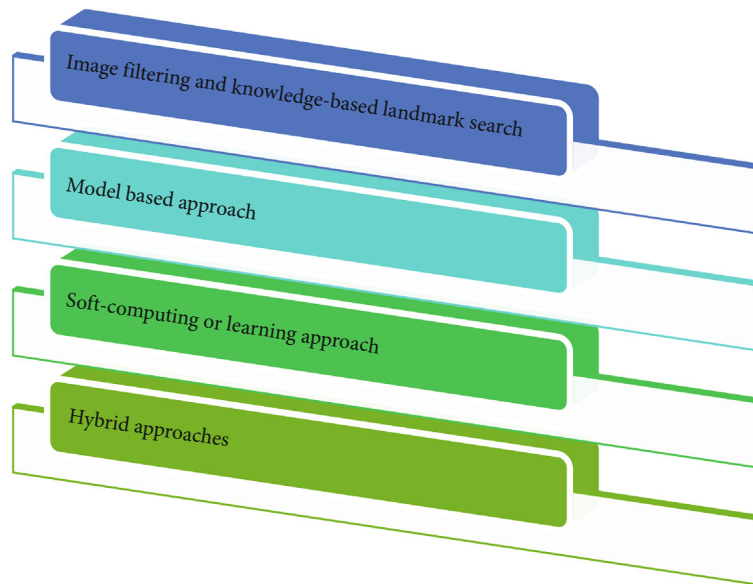 Image filtering and knowledge-based landmark search
Model based approach
Soft-computing or learning approach
Hybrid approaches